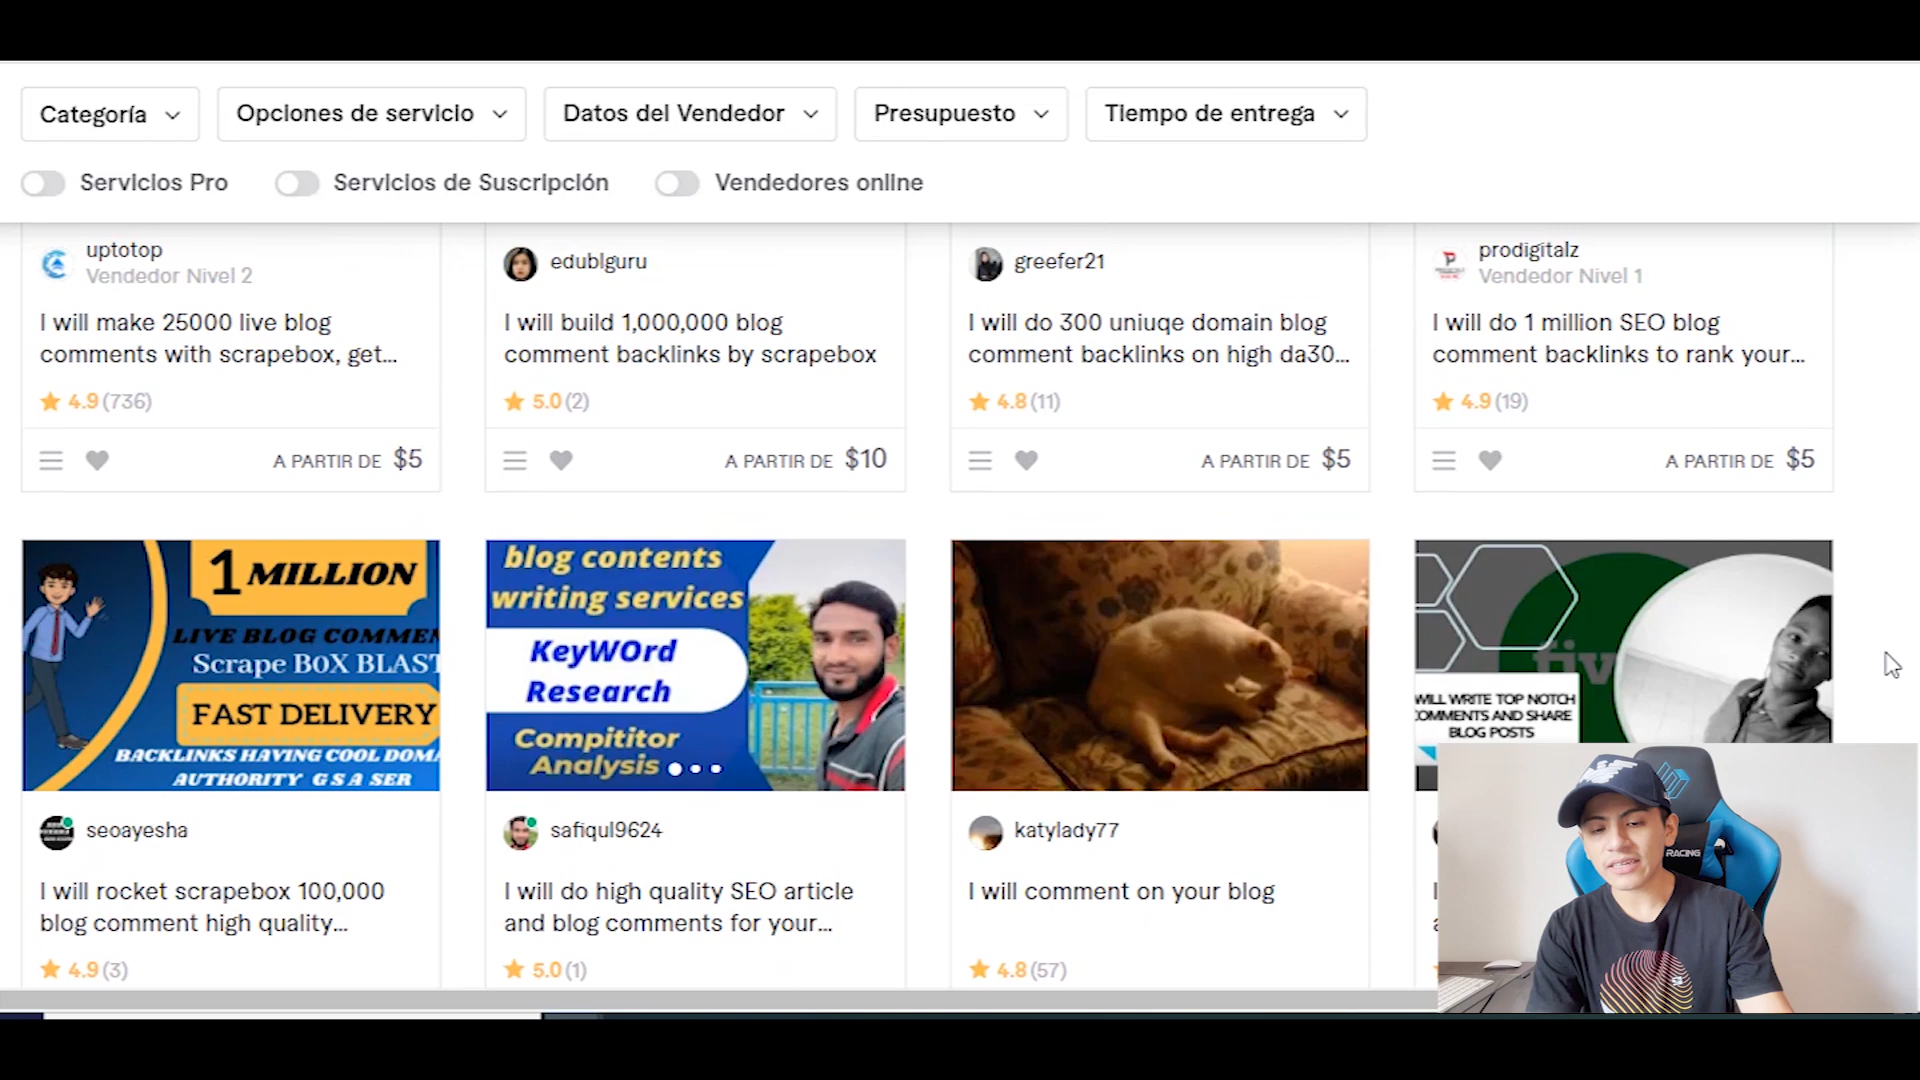 Categoría
Opciones de servicio
Datos del Vendedor
Presupuesto
Tiempo de entrega
Servicios Pro
Servicios de Suscripción
Vendedores online
uptotop
Vendedor Nivel 2
I will make 25000 live blog
comments with scrapebox, get...
4.9 (736)
A PARTIR DE $5
edublguru
I will build 1,000,000 blog
comment backlinks by scrapebox
5.0 (2)
A PARTIR DE $10
greefer21
I will do 300 uniuqe domain blog
comment backlinks on high da30...
4.8 (11)
A PARTIR DE $5
prodigitalz
Vendedor Nivel 1
I will do 1 million SEO blog
comment backlinks to rank your...
4.9 (19)
A PARTIR DE $5
1 MILLION
LIVE BLOG COMMEN
Scrape BOX BLAST
FAST DELIVERY
BACKLINKS HAVING COOL DOMA
AUTHORITY G S A SER
seoayesha
I will rocket scrapebox 100,000
blog comment high quality...
4.9 (3)
blog contents
writing services
KeyWOrd
Research
Compititor
Analysis
safiqul9624
I will do high quality SEO article
and blog comments for your...
5.0 (1)
katylady77
I will comment on your blog
4.8 (57)
fiv
WILL WRITE TOP NOTCH
COMMENTS AND SHARE
BLOG POSTS
RACING